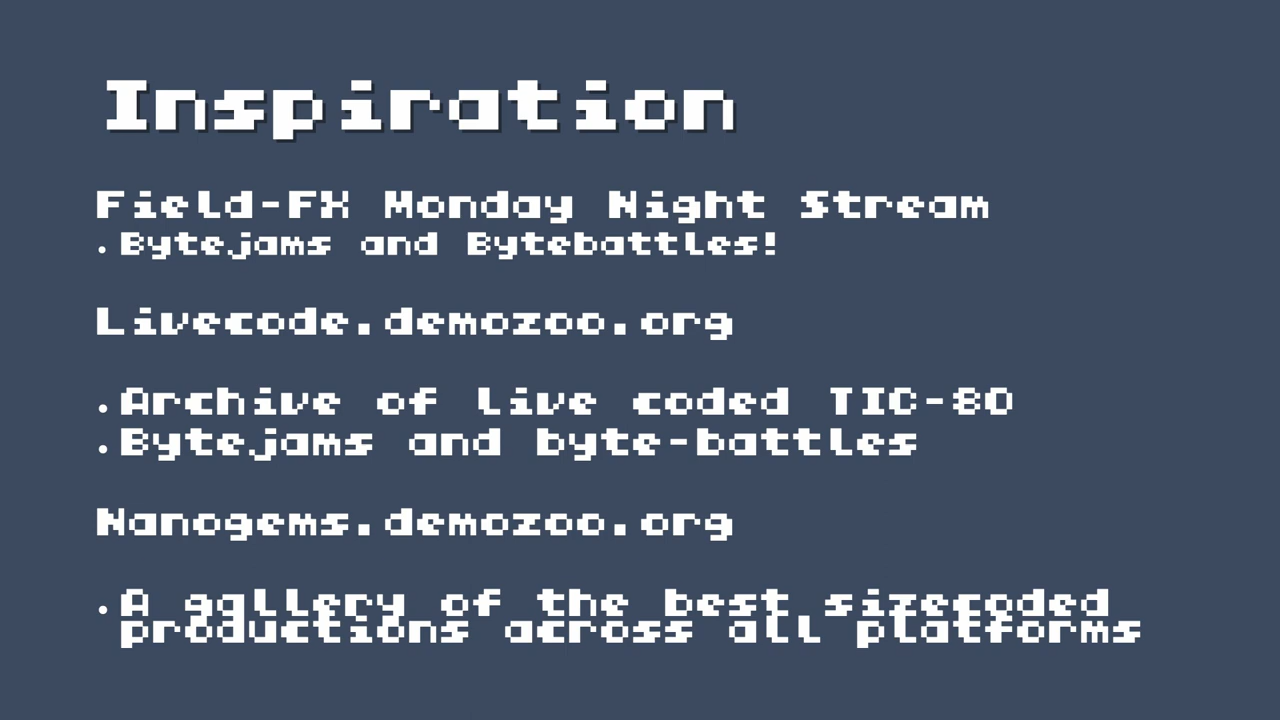 Inspiration
Field-FX Monday Night Stream
• Bytejams and Bytebattles!
Livecode.demozoo.org
• Archive of live coded TIC-80
• Bytejams and byte-battles
Nanogems.demozoo.org
• A gallery of the best sizecoded
productions across all platforms